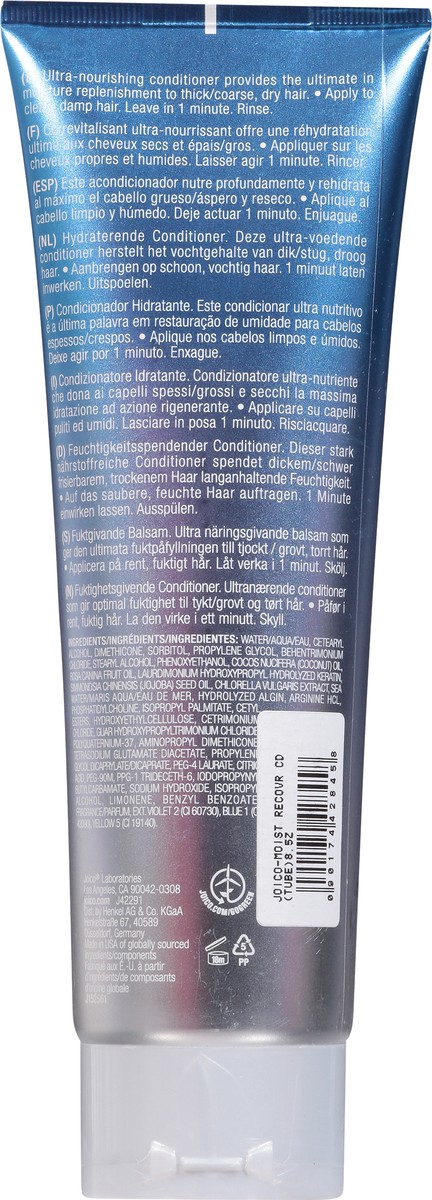 (E) Ultra-nourishing conditioner provides the ultimate in
moisture replenishment to thick/coarse, dry hair. • Apply to
clean, damp hair. Leave in 1 minute. Rinse.
(F) Ce revitalisant ultra-nourrissant offre une réhydratation
ultime aux cheveux secs et épais/gros. • Appliquer sur les
cheveux propres et humides. Laisser agir 1 minute. Rincer.
(ESP) Este acondicionador nutre profundamente y rehidrata
al máximo el cabello grueso/áspero y reseco. • Aplique al
cabello limpio y húmedo. Deje actuar 1 minuto. Enjuague.
(NL) Hydraterende Conditioner. Deze ultra-voedende
conditioner herstelt het vochtgehalte van dik/stug, droog
haar. • Aanbrengen op schoon, vochtig haar. 1 minuut laten
inwerken. Uitspoelen.
(P) Condicionador Hidratante. Este condicionar ultra nutritivo
é a última palavra em restauração de umidade para cabelos
espessos/crespos. • Aplique nos cabelos limpos e úmidos.
Deixe agir por 1 minuto. Enxague.
(I) Condizionatore Idratante. Condizionatore ultra-nutriente
che dona ai capelli spessi/grossi e secchi la massima
idratazione ad azione rigenerante. • Applicare su capelli
puliti ed umidi. Lasciare in posa 1 minuto. Risciacquare.
(D) Feuchtigkeitsspendender Conditioner. Dieser stark
nährstoffreiche Conditioner spendet dickem/schwer
frisierbarem, trockenem Haar langanhaltende Feuchtigkeit.
• Auf das saubere, feuchte Haar auftragen. 1 Minute
einwirken lassen. Ausspülen.
(S) Fuktgivande Balsam. Ultra näringsgivande balsam som
ger den ultimata fuktpåfyllningen till tjockt / grovt, torrt hår.
• Applicera på rent, fuktigt hår. Låt verka i 1 minut. Skölj.
(N) Fuktighetsgivende Conditioner. Ultranærende conditioner
som gir optimal fuktighet til tykt/grovt og tørt hår. • Påfør i
rent, fuktig hår. La den virke i ett minutt. Skyll.
INGREDIENTS/INGRÉDIENTS/INGREDIENTES: WATER/AQUA/EAU, CETEARYL
ALCOHOL, DIMETHICONE, SORBITOL, PROPYLENE GLYCOL, BEHENTRIMONIUM
CHLORIDE, STEARYL ALCOHOL, PHENOXYETHANOL, COCOS NUCIFERA (COCONUT) OIL,
ROSA CANINA FRUIT OIL, LAURDIMONIUM HYDROXYPROPYL HYDROLYZED KERATIN,
SIMMONDSIA CHINENSIS (JOJOBA) SEED OIL, CHLORELLA VULGARIS EXTRACT, SEA
WATER/MARIS AQUA/EAU DE MER, HYDROLYZED ALGIN, ARGININE HCL,
PHOSPHATIDYLCHOLINE, ISOPROPYL PALMITATE, CETYL
ESTERS, HYDROXYETHYLCELLULOSE, CETRIMONIUM
CHLORIDE, GUAR HYDROXYPROPYLTRIMONIUM CHLORIDE
POLYQUATERNIUM-37, AMINOPROPYL DIMETHICONE
TETRASODIUM GLUTAMATE DIACETATE, PROPYLENE
GLYCOL DICAPRYLATE/DICAPRATE, PEG-4 LAURATE, CITRIC
ACID, PEG 90M, PPG-1 TRIDECETH-6, IODOPROPYNYL
BUTYLCARBAMATE, SODIUM HYDROXIDE, ISOPROPYL
ALCOHOL, LIMONENE, BENZYL BENZOATE
FRAGRANCE/PARFUM, EXT. VIOLET 2 (CI 60730), BLUE 1 (CI
YELLOW 5 (CI 19140).
JOICO-MOIST RECOVR CD
(TUBE)8.52
090174428458
Joico® Laboratories
Los Angeles, CA 90042-0308
joico.com J42291
Dist. by Henkel AG & Co. KGaA
Henkelstraße 67, 40589
Düsseldorf, Germany
Made in USA of globally sourced
ingredients/components
Fabriqué aux É.-U. à partir
d'ingrédients/de composants
d'origine globale
JOICO.COM/GOGREEN
18m
5
PP